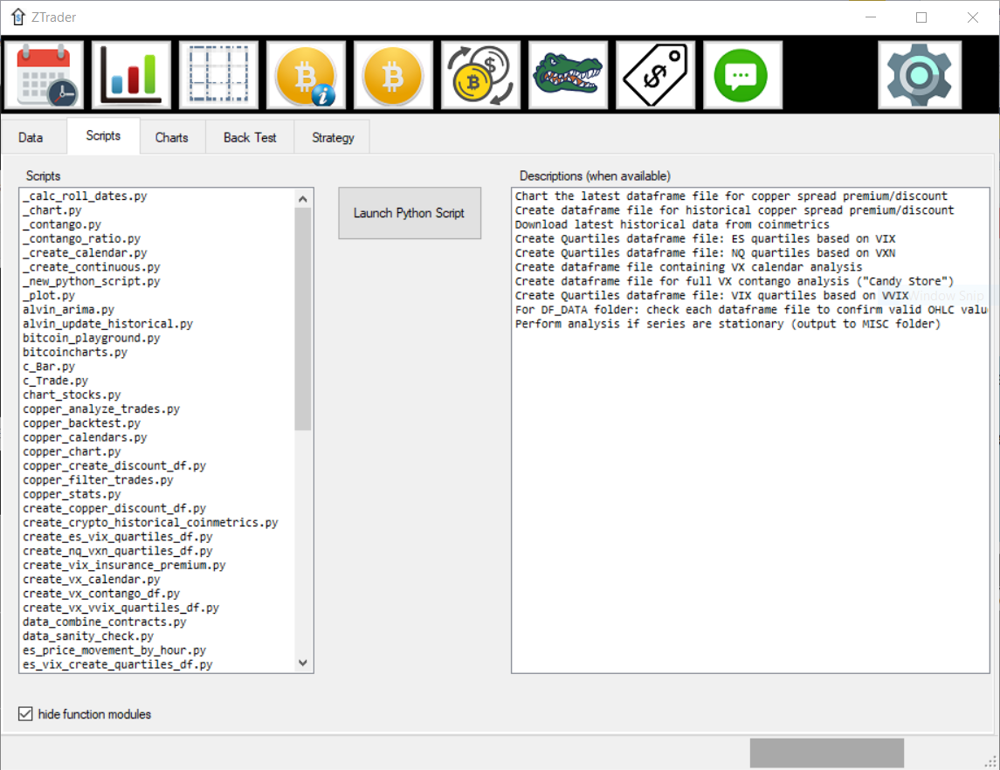 ZTrader
Data
Scripts
Charts
Back Test
Strategy
Scripts
_calc_roll_dates.py
_chart.py
_contango.py
_contango_ratio.py
_create_calendar.py
_create_continuous.py
_new_python_script.py
_plot.py
alvin_arima.py
alvin_update_historical.py
bitcoin_playground.py
bitcoincharts.py
c_Bar.py
c_Trade.py
chart_stocks.py
copper_analyze_trades.py
copper_backtest.py
copper_calendars.py
copper_chart.py
copper_create_discount_df.py
copper_filter_trades.py
copper_stats.py
create_copper_discount_df.py
create_crypto_historical_coinmetrics.py
create_es_vix_quartiles_df.py
create_nq_vxn_quartiles_df.py
create_vix_insurance_premium.py
create_vx_calendar.py
create_vx_contango_df.py
create_vx_vvix_quartiles_df.py
data_combine_contracts.py
data_sanity_check.py
es_price_movement_by_hour.py
es_vix_create_quartiles_df.py
Launch Python Script
Descriptions (when available)
Chart the latest dataframe file for copper spread premium/discount
Create dataframe file for historical copper spread premium/discount
Download latest historical data from coinmetrics
Create Quartiles dataframe file: ES quartiles based on VIX
Create Quartiles dataframe file: NQ quartiles based on VXN
Create dataframe file containing VX calendar analysis
Create dataframe file for full VX contango analysis ("Candy Store")
Create Quartiles dataframe file: VIX quartiles based on VVIX
Window Snip
For DF_DATA folder: check each dataframe file to confirm valid OHLC valu
Perform analysis if series are stationary (output to MISC folder)
hide function modules